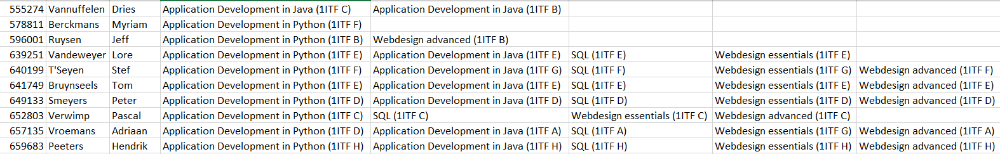 555274 Vannuffelen Dries Application Development in Java (1ITF C) Application Development in Java (1ITF B)
578811 Berckmans Myriam Application Development in Python (1ITF F)
596001 Ruysen Jeff Application Development in Python (1ITF B) Webdesign advanced (1ITF B)
639251 Vandeweyer Lore Application Development in Python (1ITF E) Application Development in Java (1ITF E) SQL (1ITF E) Webdesign essentials (1ITF E)
640199 T'Seyen Stef Application Development in Python (1ITF F) Application Development in Java (1ITF G) SQL (1ITF F) Webdesign essentials (1ITF G) Webdesign advanced (1ITF F)
641749 Bruynseels Tom Application Development in Python (1ITF E) Application Development in Java (1ITF E) SQL (1ITF E) Webdesign essentials (1ITF E) Webdesign advanced (1ITF E)
649133 Smeyers Peter Application Development in Python (1ITF D) Application Development in Java (1ITF D) SQL (1ITF D) Webdesign essentials (1ITF D) Webdesign advanced (1ITF D)
652803 Verwimp Pascal Application Development in Python (1ITF C) SQL (1ITF C) Webdesign essentials (1ITF C) Webdesign advanced (1ITF C)
657135 Vroemans Adriaan Application Development in Python (1ITF D) Application Development in Java (1ITF A) SQL (1ITF A) Webdesign essentials (1ITF G) Webdesign advanced (1ITF A)
659683 Peeters Hendrik Application Development in Python (1ITF H) Application Development in Java (1ITF H) SQL (1ITF H) Webdesign essentials (1ITF H) Webdesign advanced (1ITF H)